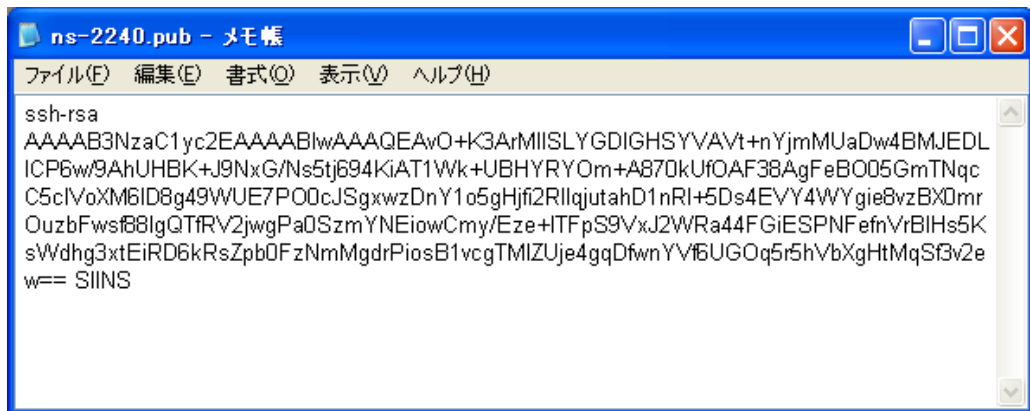 ns-2240.pub - メモ帳
ファイル(F) 編集(E) 書式(O) 表示(V) ヘルプ(H)
ssh-rsa
AAAAB3NzaC1yc2EAAAABIwAAAQEAvO+K3ArMIISLYGDIGHSYVAVt+nYjmMUaDw4BMJEDL
ICP6w/9AhUHBK+J9NxG/Ns5tj694KiAT1Wk+UBHYRYOm+A870kUfOAF38AgFeBO05GmTNqc
C5cIVoXM6ID8g49WUE7PO0cJSgxwzDnY1o5gHjfi2RIIqjutahD1nRI+5Ds4EVY4WYgie8vzBX0mr
OuzbFwsf88IgQTfRV2jwgPa0SzmYNEiowCmy/Eze+ITFpS9VxJ2WRa44FGiESPNFefnVrBIHs5K
sWdhg3xtEiRD6kRsZpb0FzNmMgdrPiosB1vcgTMIZUje4gqDfwnYVf6UGOq5r5hVbXgHtMqSf3v2e
w== SIINS